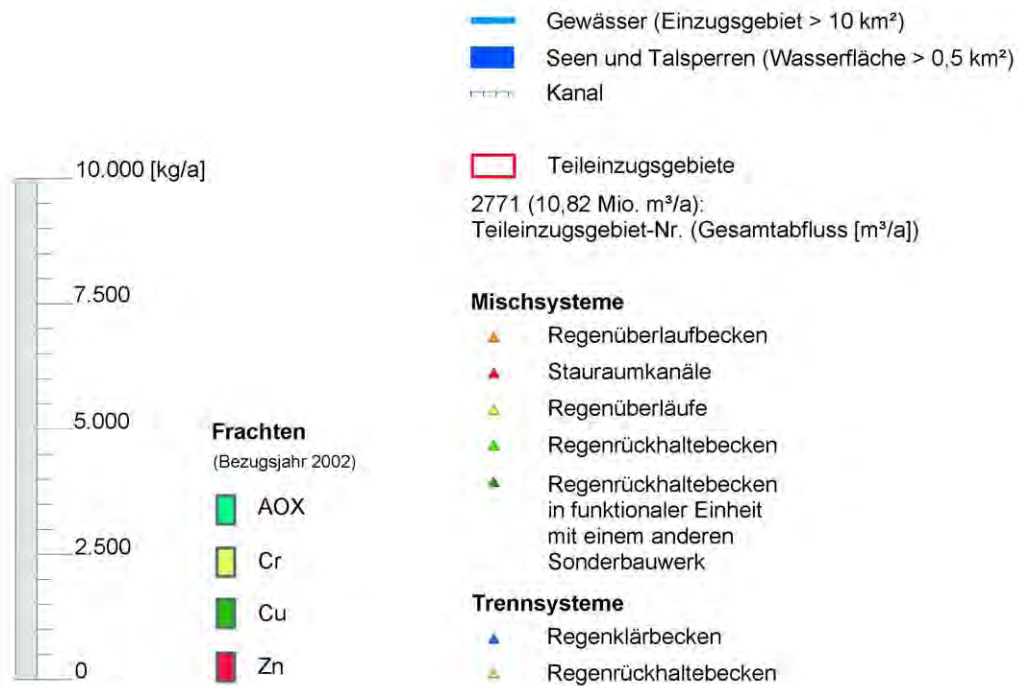 Gewässer (Einzugsgebiet > 10 km²)
Seen und Talsperren (Wasserfläche > 0,5 km²)
Kanal
Teileinzugsgebiete
2771 (10,82 Mio. m³/a):
Teileinzugsgebiet-Nr. (Gesamtabfluss [m³/a])
10.000 [kg/a]
7.500
5.000
2.500
0
Frachten
(Bezugsjahr 2002)
AOX
Cr
Cu
Zn
Mischsysteme
Regenüberlaufbecken
Stauraumkanäle
Regenüberläufe
Regenrückhaltebecken
Regenrückhaltebecken
in funktionaler Einheit
mit einem anderen
Sonderbauwerk
Trennsysteme
Regenklärbecken
Regenrückhaltebecken